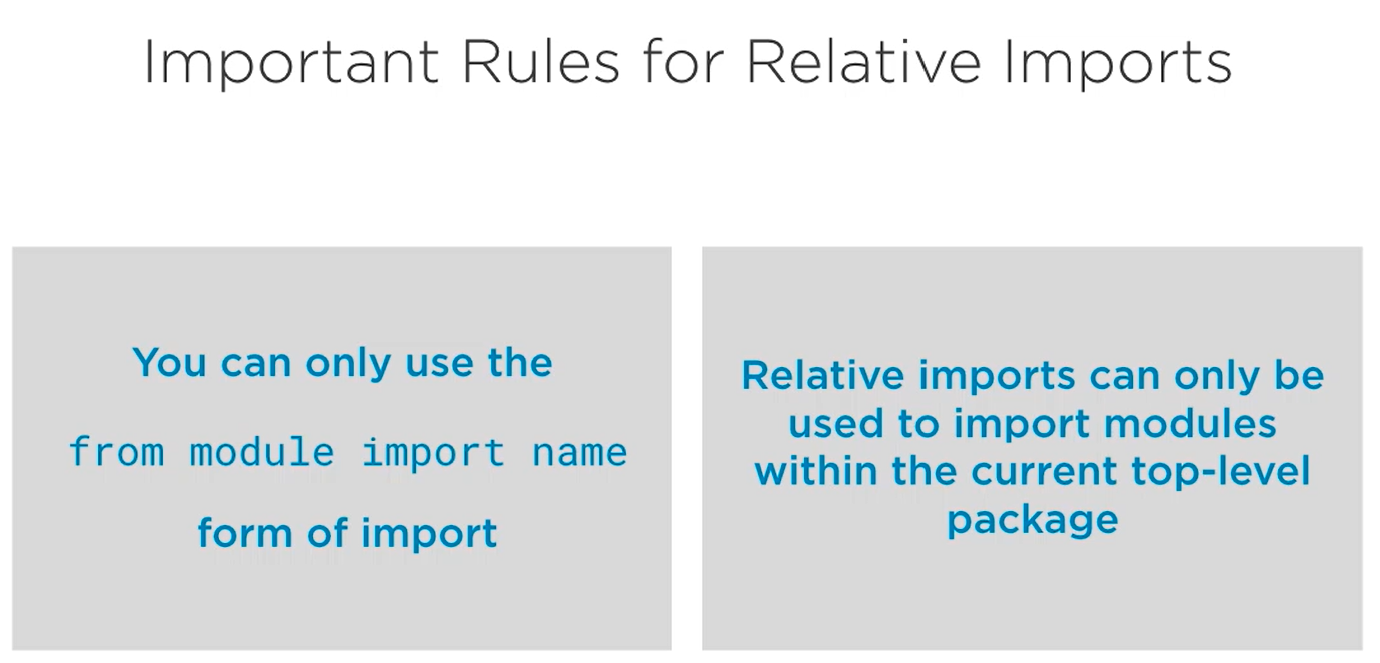 Important Rules for Relative Imports
You can only use the
from module import name
form of import
Relative imports can only be
used to import modules
within the current top-level
package